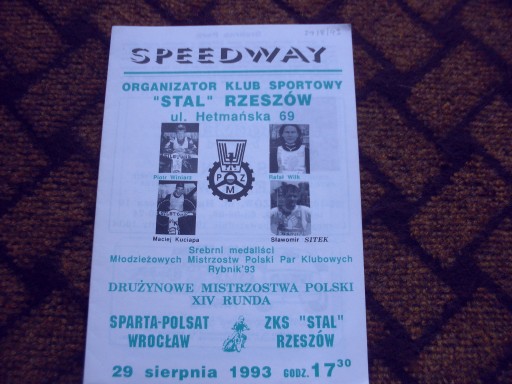 SPEEDWAY
ORGANIZATOR KLUB SPORTOWY
"STAL" RZESZÓW
ul. Hetmańska 69
Piotr Winiarz
Rafał Wilk
P Z
M
Maciej Kuciapa
Sławomir SITEK
Srebrni medaliści
Młodzieżowych Mistrzostw Polski Par Klubowych
Rybnik'93
DRUŻYNOWE MISTRZOSTWA POLSKI
XIV RUNDA
SPARTA-POLSAT
WROCŁAW
ZKS "STAL"
RZESZÓW
29 sierpnia 1993 GODZ. 17 30